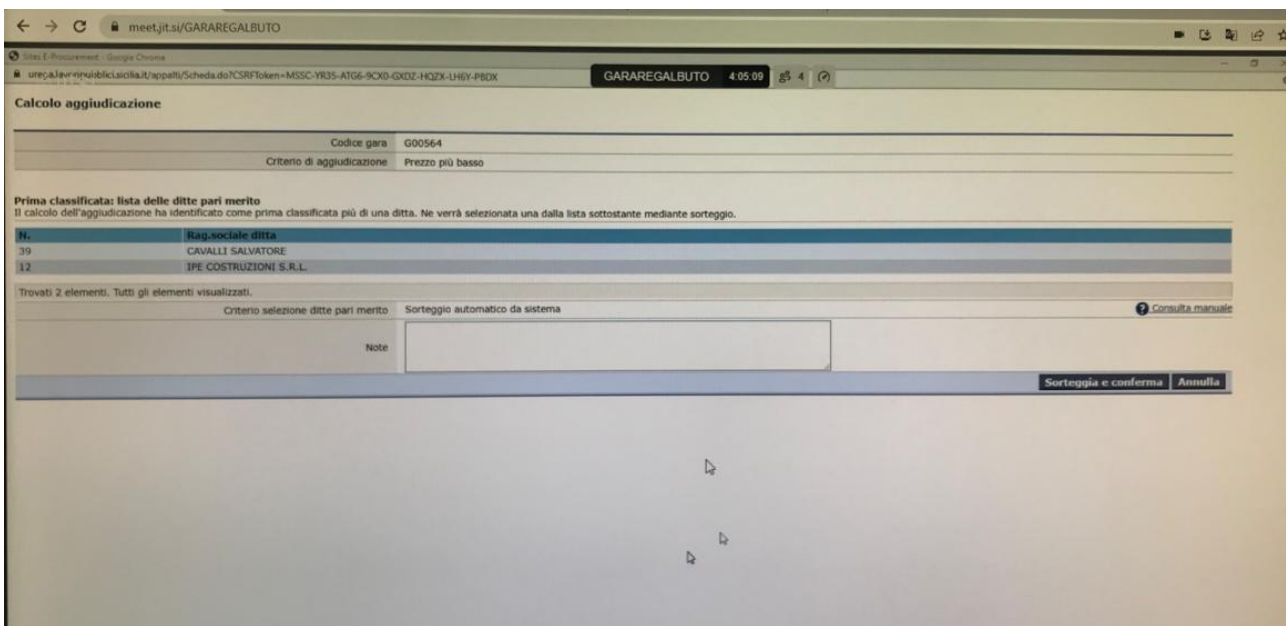 meet.jit.si/GARAREGALBUTO
Sitas E-Procurement - Google Chrome
GARAREGALBUTO 4:05:09 4
Calcolo aggiudicazione
Codice gara G00564
Criterio di aggiudicazione Prezzo più basso
Prima classificata: lista delle ditte pari merito
Il calcolo dell'aggiudicazione ha identificato come prima classificata più di una ditta. Ne verrà selezionata una dalla lista sottostante mediante sorteggio.
N. Rag.sociale ditta
39 CAVALLI SALVATORE
12 IPE COSTRUZIONI S.R.L.
Trovati 2 elementi. Tutti gli elementi visualizzati.
Criterio selezione ditte pari merito Sorteggio automatico da sistema Consulta manuale
Note
Sorteggia e conferma Annulla